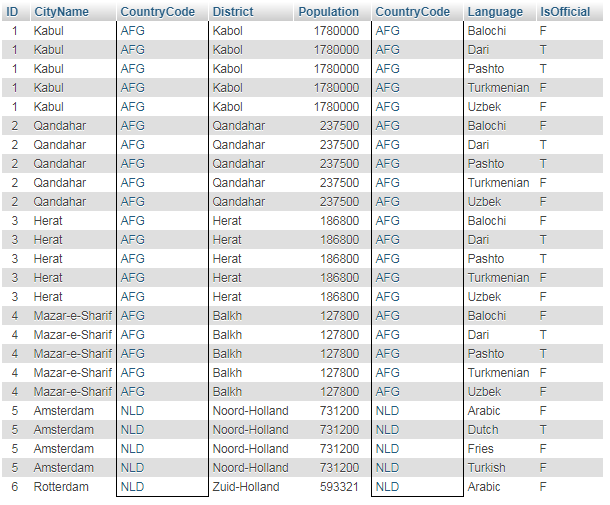 ID CityName CountryCode District Population CountryCode Language IsOfficial
1 Kabul AFG Kabol 1780000 AFG Balochi F
1 Kabul AFG Kabol 1780000 AFG Dari T
1 Kabul AFG Kabol 1780000 AFG Pashto T
1 Kabul AFG Kabol 1780000 AFG Turkmenian F
1 Kabul AFG Kabol 1780000 AFG Uzbek F
2 Qandahar AFG Qandahar 237500 AFG Balochi F
2 Qandahar AFG Qandahar 237500 AFG Dari T
2 Qandahar AFG Qandahar 237500 AFG Pashto T
2 Qandahar AFG Qandahar 237500 AFG Turkmenian F
2 Qandahar AFG Qandahar 237500 AFG Uzbek F
3 Herat AFG Herat 186800 AFG Balochi F
3 Herat AFG Herat 186800 AFG Dari T
3 Herat AFG Herat 186800 AFG Pashto T
3 Herat AFG Herat 186800 AFG Turkmenian F
3 Herat AFG Herat 186800 AFG Uzbek F
4 Mazar-e-Sharif AFG Balkh 127800 AFG Balochi F
4 Mazar-e-Sharif AFG Balkh 127800 AFG Dari T
4 Mazar-e-Sharif AFG Balkh 127800 AFG Pashto T
4 Mazar-e-Sharif AFG Balkh 127800 AFG Turkmenian F
4 Mazar-e-Sharif AFG Balkh 127800 AFG Uzbek F
5 Amsterdam NLD Noord-Holland 731200 NLD Arabic F
5 Amsterdam NLD Noord-Holland 731200 NLD Dutch T
5 Amsterdam NLD Noord-Holland 731200 NLD Fries F
5 Amsterdam NLD Noord-Holland 731200 NLD Turkish F
6 Rotterdam NLD Zuid-Holland 593321 NLD Arabic F